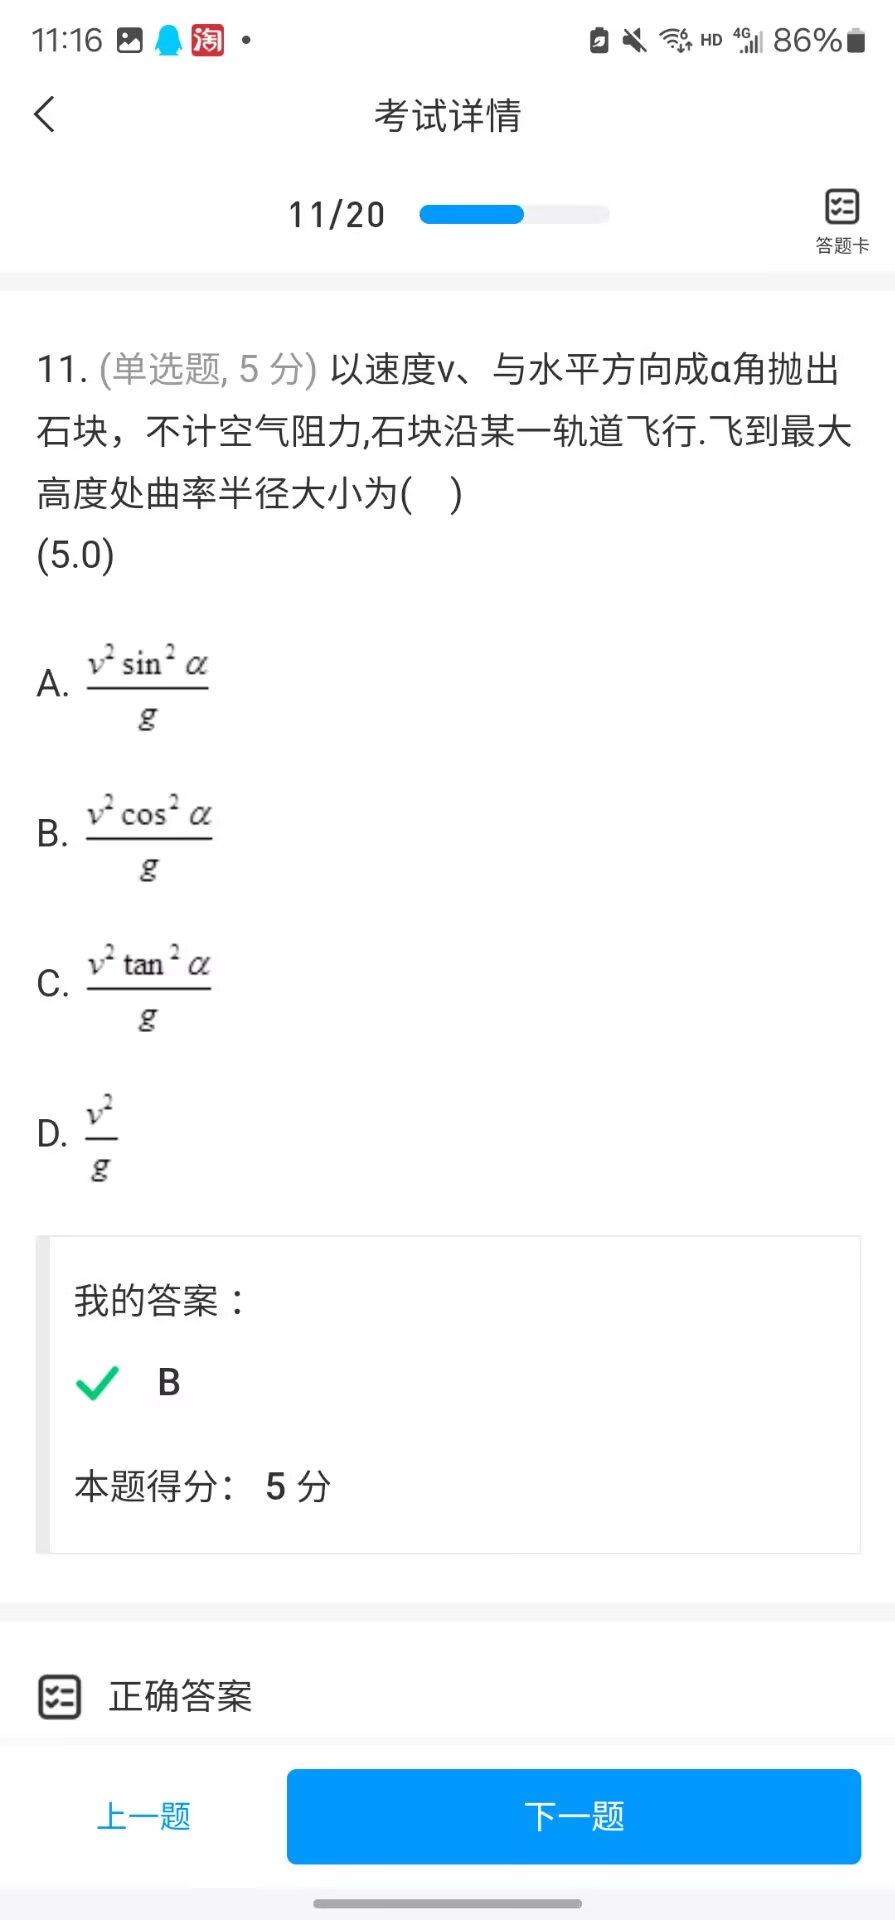 11:16 淘 HD 4G 86%
考试详情
11/20
答题卡
11. (单选题, 5 分) 以速度v、与水平方向成α角抛出
石块，不计空气阻力,石块沿某一轨道飞行.飞到最大
高度处曲率半径大小为( )
(5.0)
A. v² sin² α / g
B. v² cos² α / g
C. v² tan² α / g
D. v² / g
我的答案：
B
本题得分： 5 分
正确答案
上一题
下一题